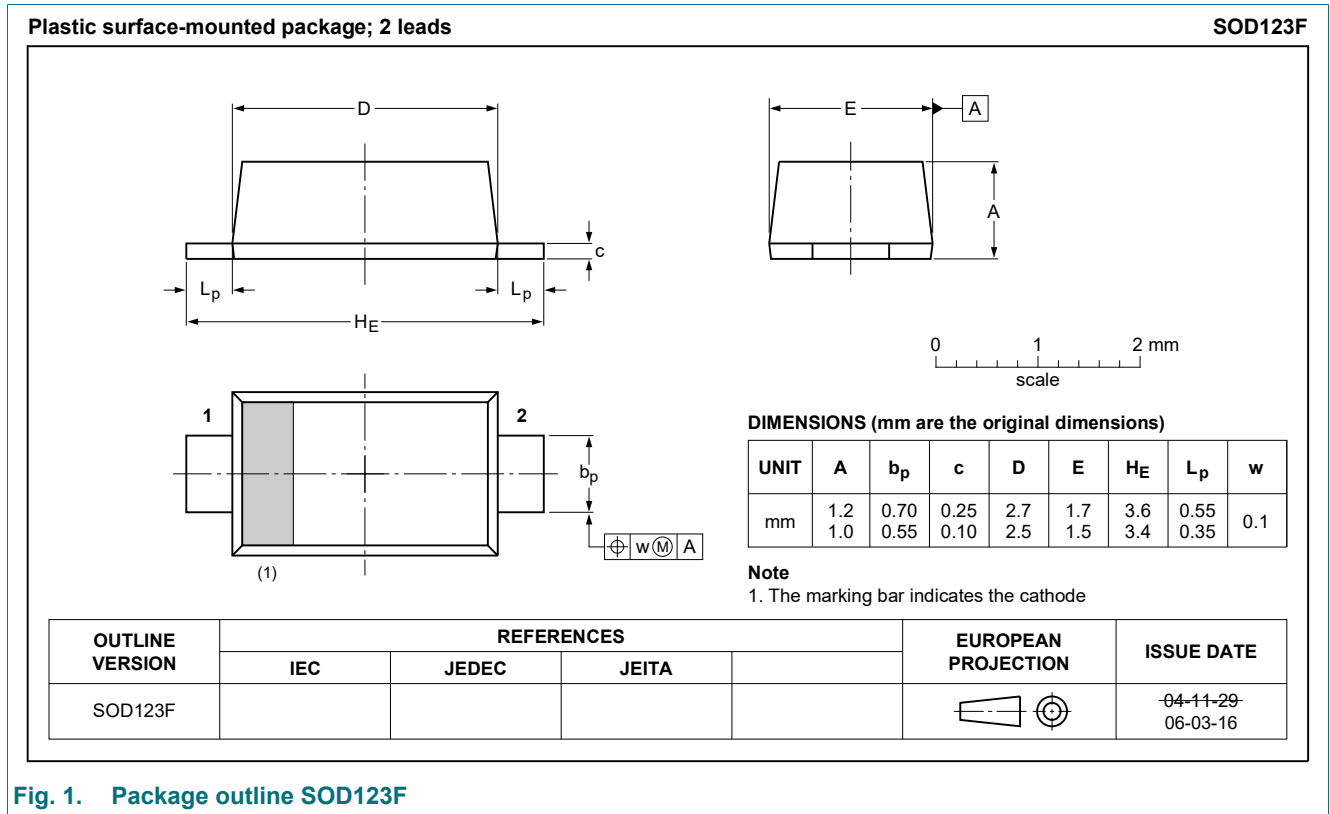 Plastic surface-mounted package; 2 leads SOD123F
D
E
A
A
c
Lp
Lp
HE
0 1 2 mm
scale
1
2
bp
w Ⓜ A
(1)
DIMENSIONS (mm are the original dimensions)
UNIT A bp c D E HE Lp w
mm 1.2 0.70 0.25 2.7 1.7 3.6 0.55 0.1
1.0 0.55 0.10 2.5 1.5 3.4 0.35
Note
1. The marking bar indicates the cathode
OUTLINE VERSION REFERENCES EUROPEAN PROJECTION ISSUE DATE
IEC JEDEC JEITA
SOD123F 04-11-29
06-03-16
Fig. 1. Package outline SOD123F